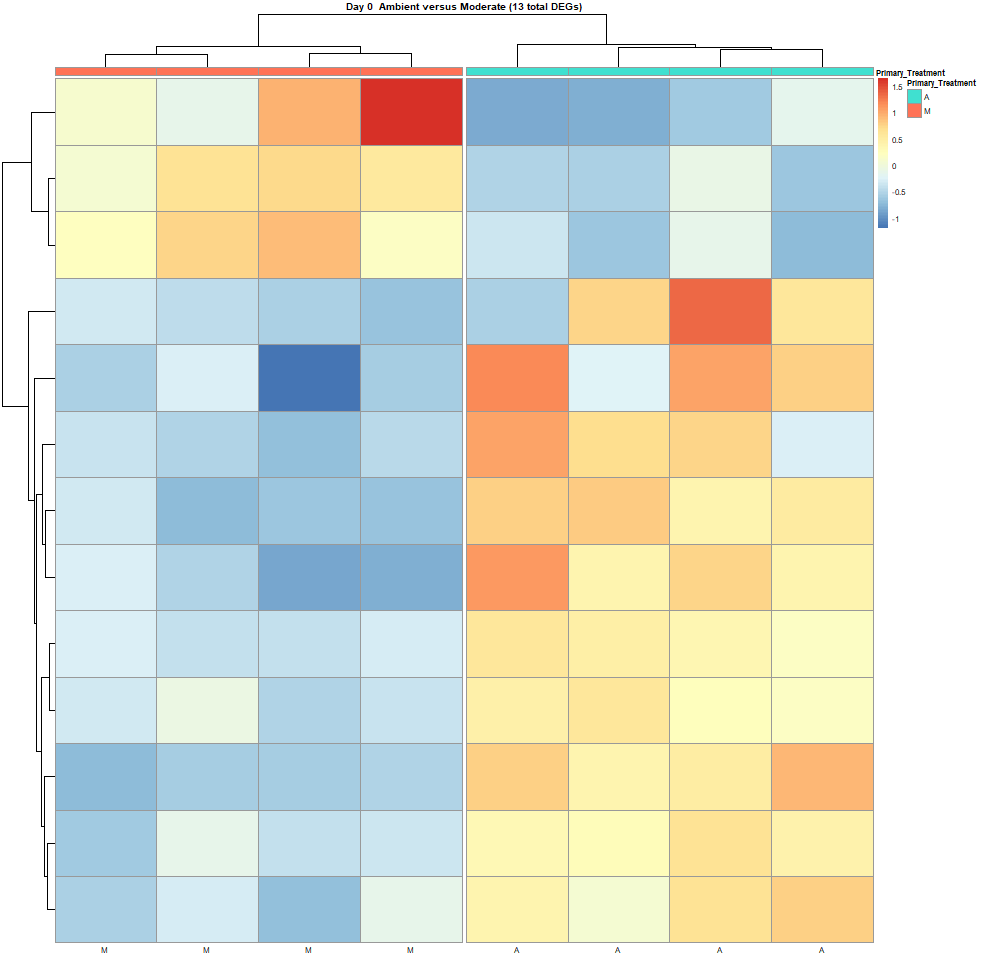 Day 0  Ambient versus Moderate (13 total DEGs)
Primary_Treatment
1.5
1
0.5
0
-0.5
-1
Primary_Treatment
A
M
M M M M A A A A